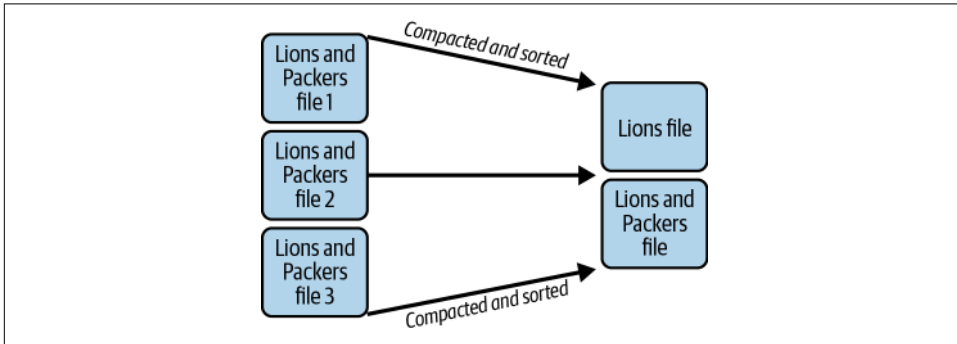 Lions and
Packers
file 1
Compacted and sorted
Lions and
Packers
file 2
Lions and
Packers
file 3
Compacted and sorted
Lions file
Lions and
Packers
file